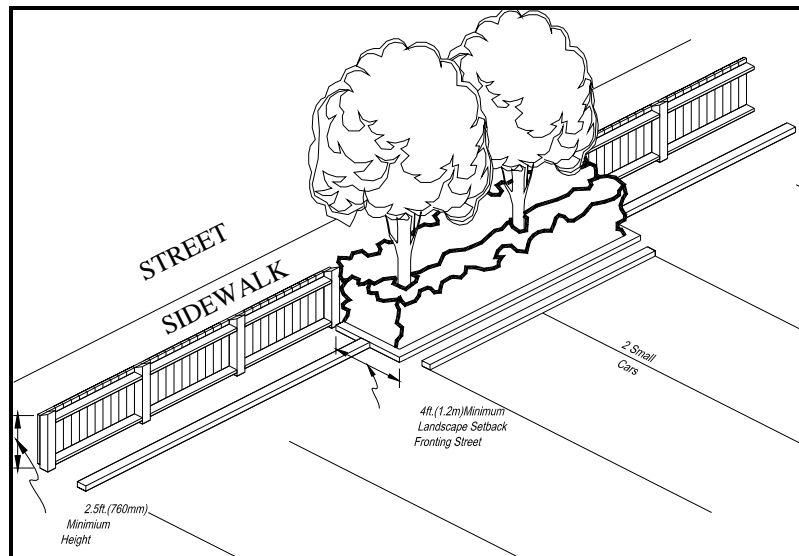 STREET
SIDEWALK
2 Small
Cars
4ft.(1.2m)Minimum
Landscape Setback
Fronting Street
2.5ft.(760mm)
Minimium
Height